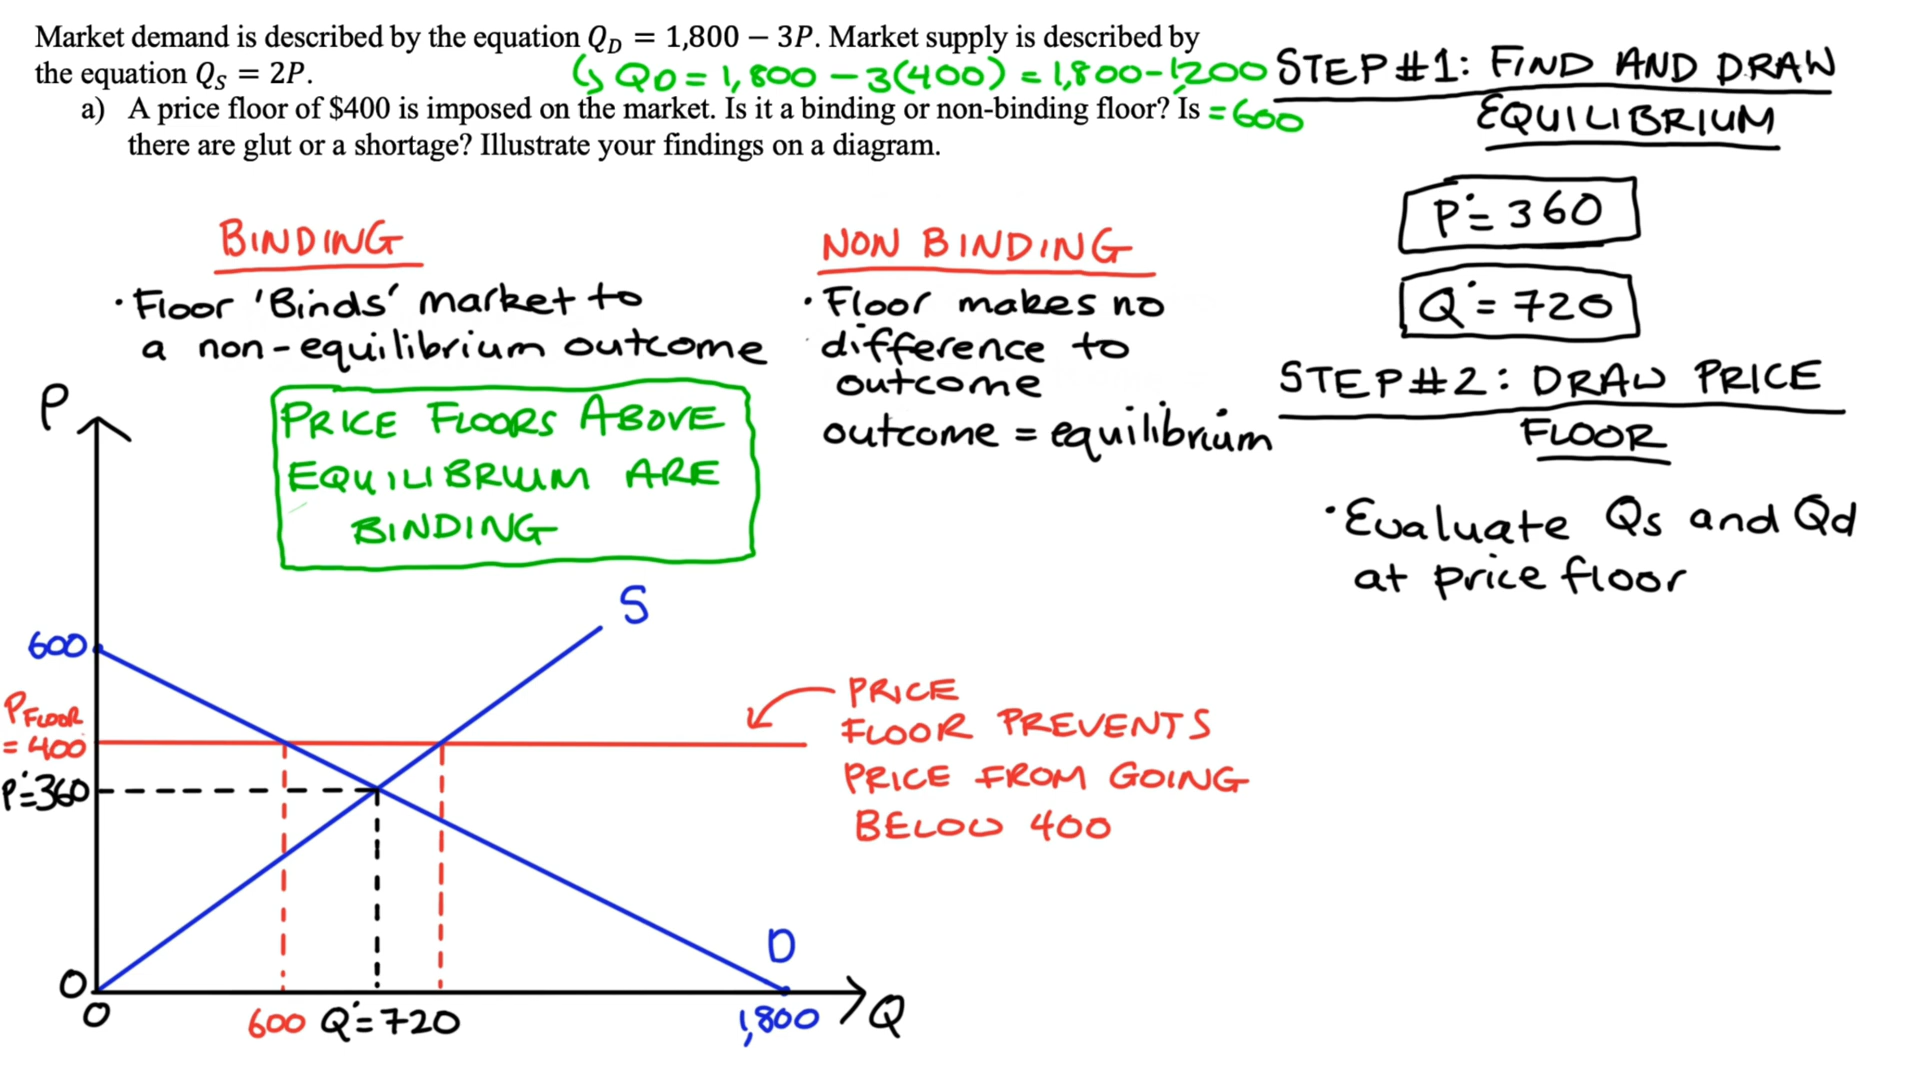 Market demand is described by the equation Q_D = 1,800 − 3P. Market supply is described by
the equation Q_S = 2P.
↳ QD = 1,800 − 3(400) = 1,800 − 1,200
= 600
a) A price floor of $400 is imposed on the market. Is it a binding or non-binding floor? Is
there are glut or a shortage? Illustrate your findings on a diagram.
STEP #1: FIND AND DRAW
EQUILIBRIUM
P* = 360
Q* = 720
STEP #2: DRAW PRICE
FLOOR
• Evaluate Qs and Qd
at price floor
BINDING
• Floor 'Binds' market to
a non-equilibrium outcome
NON BINDING
• Floor makes no
difference to
outcome
outcome = equilibrium
PRICE FLOORS ABOVE
EQUILIBRIUM ARE
BINDING
P
S
600
P FLOOR
= 400
P* = 360
PRICE
FLOOR PREVENTS
PRICE FROM GOING
BELOW 400
D
0
0
600
Q* = 720
1,800
Q